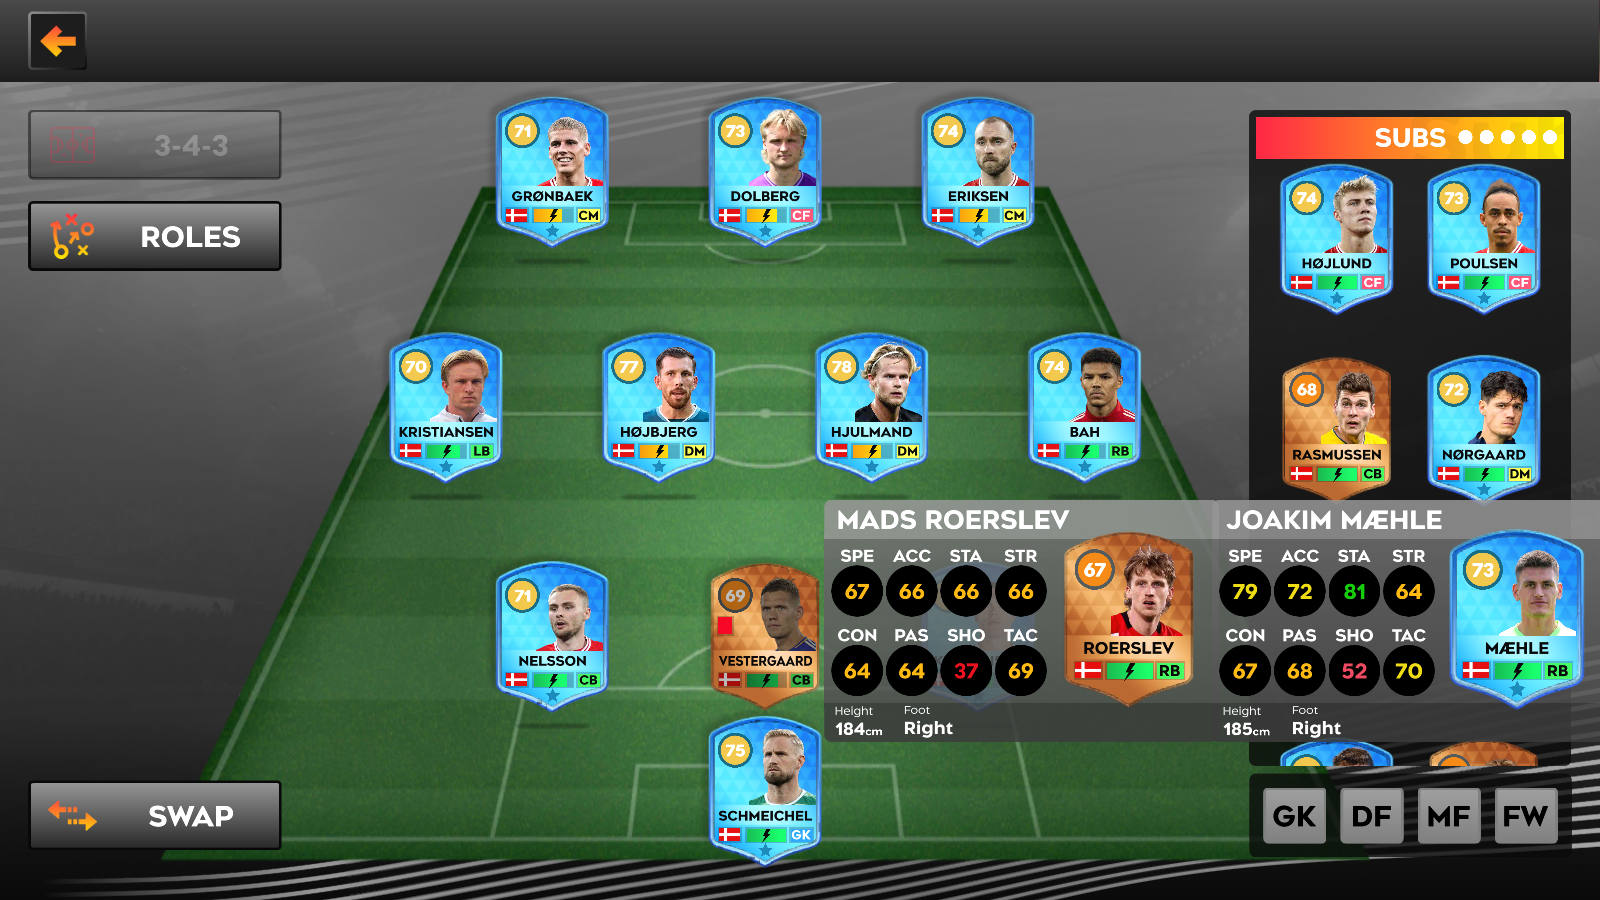 3-4-3
ROLES
SWAP
71
GRØNBAEK
CM
73
DOLBERG
CF
74
ERIKSEN
CM
70
KRISTIANSEN
LB
77
HØJBJERG
DM
78
HJULMAND
DM
74
BAH
RB
71
NELSSON
CB
69
VESTERGAARD
CB
75
SCHMEICHEL
GK
SUBS
74
HØJLUND
CF
73
POULSEN
CF
68
RASMUSSEN
CB
72
NØRGAARD
DM
MADS ROERSLEV
SPE ACC STA STR
67 66 66 66
CON PAS SHO TAC
64 64 37 69
Height Foot
184cm Right
67
ROERSLEV
RB
JOAKIM MÆHLE
SPE ACC STA STR
79 72 81 64
CON PAS SHO TAC
67 68 52 70
Height Foot
185cm Right
73
MÆHLE
RB
GK DF MF FW